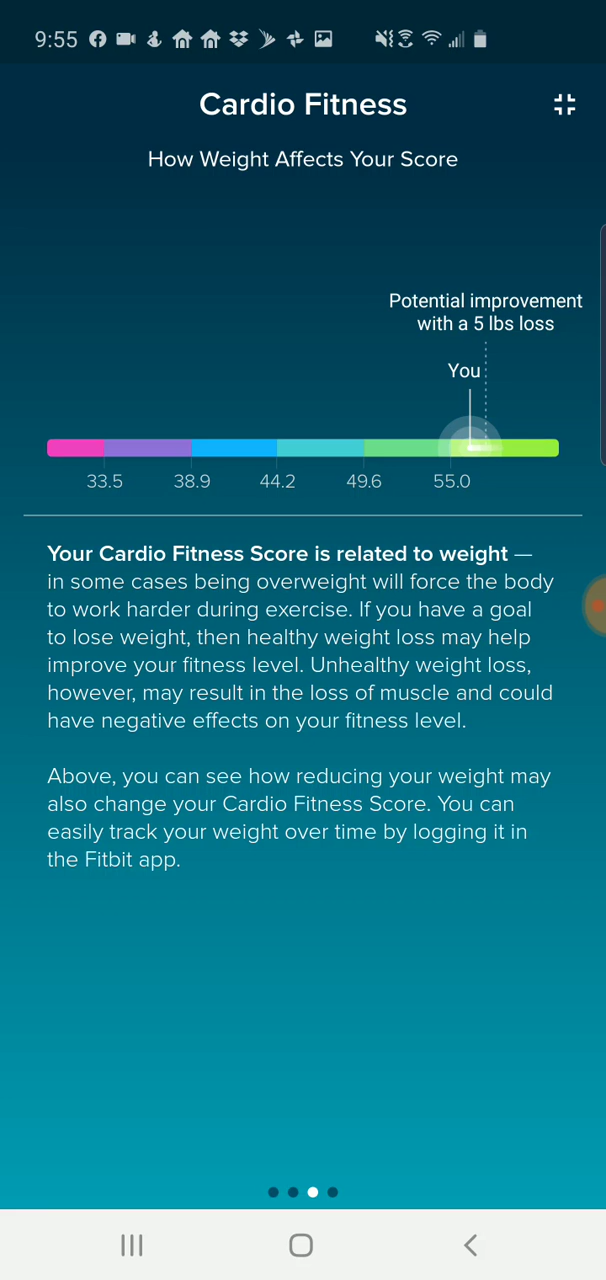 9:55
Cardio Fitness
How Weight Affects Your Score
Potential improvement
with a 5 lbs loss
You
33.5 38.9 44.2 49.6 55.0
Your Cardio Fitness Score is related to weight —
in some cases being overweight will force the body
to work harder during exercise. If you have a goal
to lose weight, then healthy weight loss may help
improve your fitness level. Unhealthy weight loss,
however, may result in the loss of muscle and could
have negative effects on your fitness level.
Above, you can see how reducing your weight may
also change your Cardio Fitness Score. You can
easily track your weight over time by logging it in
the Fitbit app.